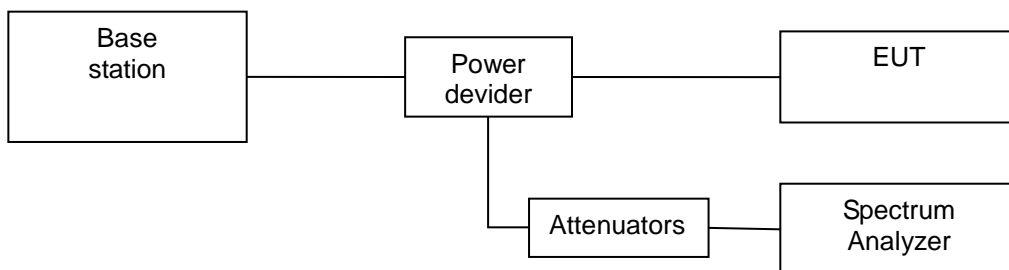 Base
station
Power
devider
EUT
Attenuators
Spectrum
Analyzer